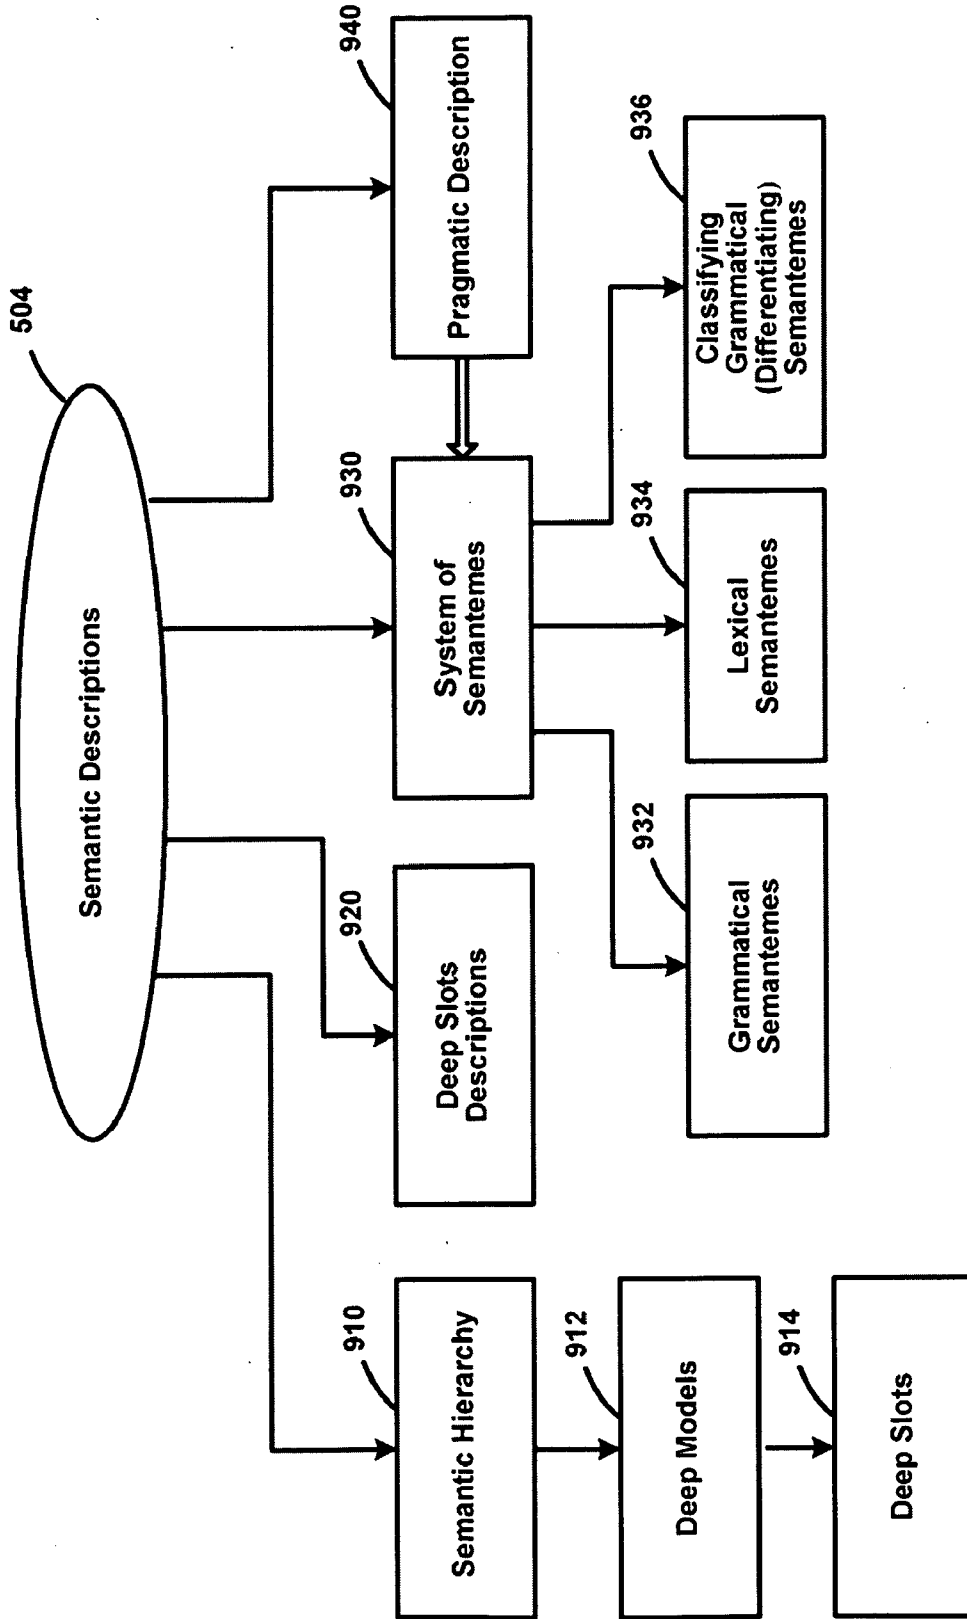 504
Semantic Descriptions
910
Semantic Hierarchy
920
Deep Slots
Descriptions
930
System of
Semantemes
940
Pragmatic Description
912
Deep Models
932
Grammatical
Semantemes
934
Lexical
Semantemes
936
Classifying
Grammatical
(Differentiating)
Semantemes
914
Deep Slots